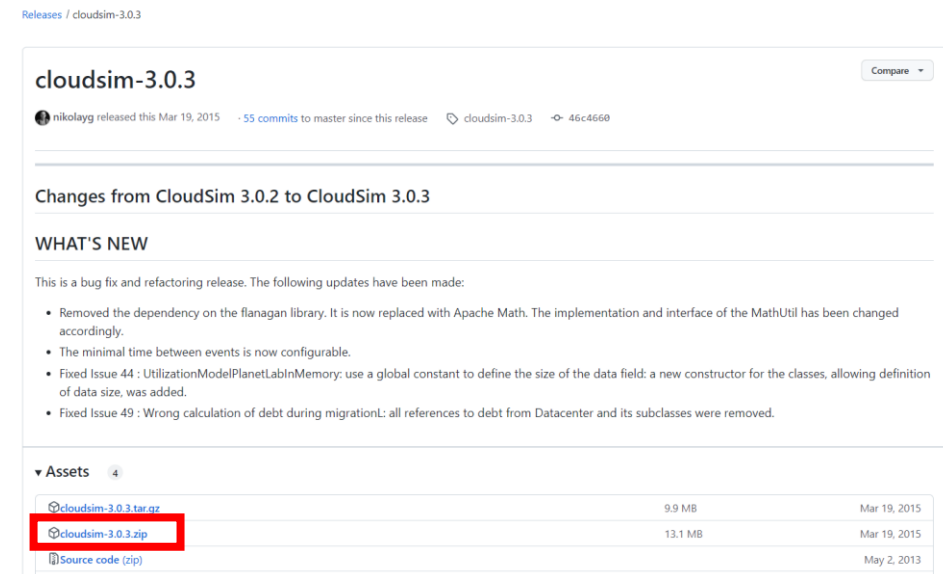 Releases / cloudsim-3.0.3
cloudsim-3.0.3
Compare
nikolayg released this Mar 19, 2015 · 55 commits to master since this release cloudsim-3.0.3 46c4660
Changes from CloudSim 3.0.2 to CloudSim 3.0.3
WHAT'S NEW
This is a bug fix and refactoring release. The following updates have been made:
• Removed the dependency on the flanagan library. It is now replaced with Apache Math. The implementation and interface of the MathUtil has been changed
accordingly.
• The minimal time between events is now configurable.
• Fixed Issue 44 : UtilizationModelPlanetLabInMemory: use a global constant to define the size of the data field: a new constructor for the classes, allowing definition
of data size, was added.
• Fixed Issue 49 : Wrong calculation of debt during migrationL: all references to debt from Datacenter and its subclasses were removed.
Assets 4
cloudsim-3.0.3.tar.gz 9.9 MB Mar 19, 2015
cloudsim-3.0.3.zip 13.1 MB Mar 19, 2015
Source code (zip) May 2, 2013